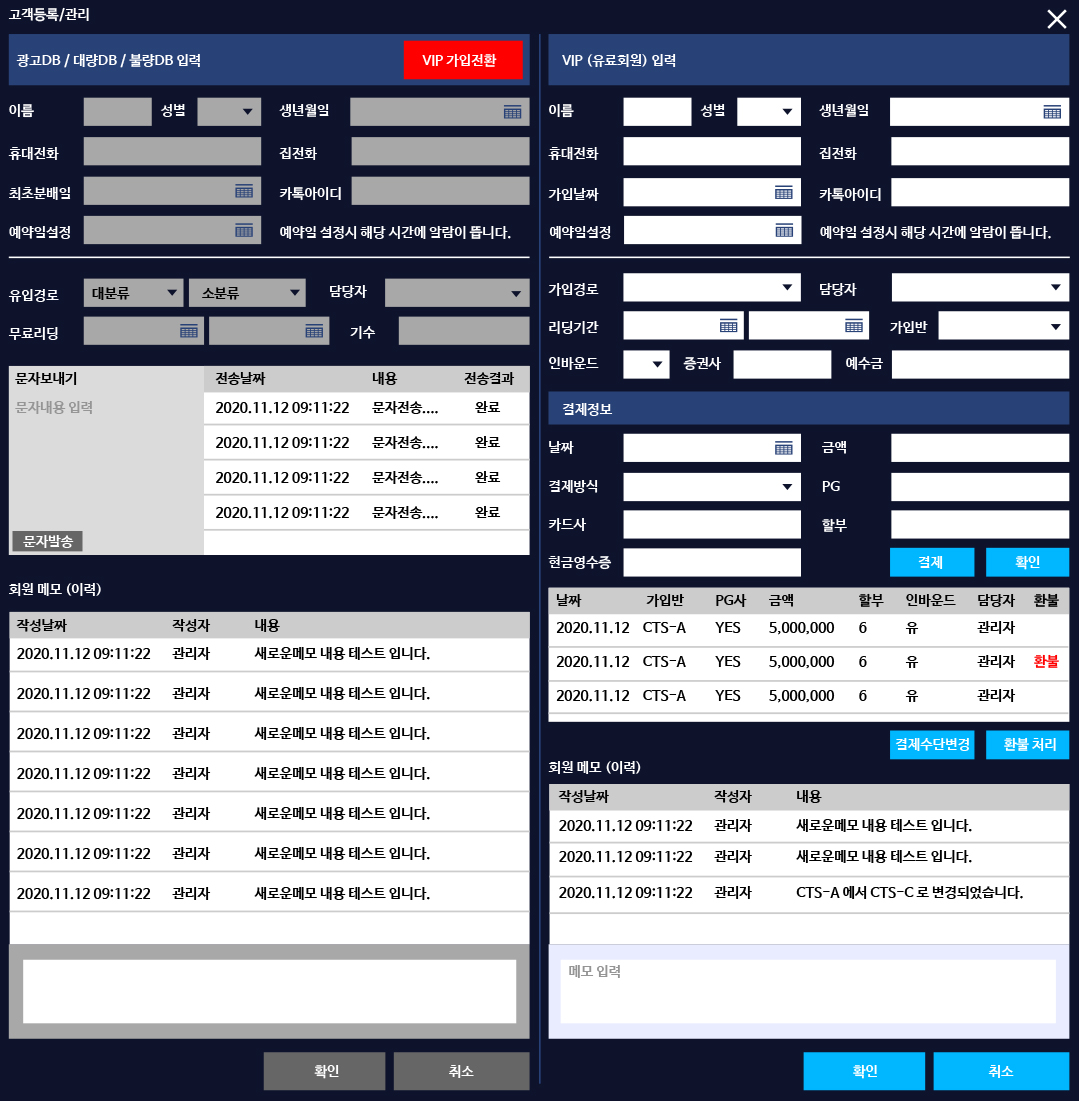 고객등록/관리
광고DB / 대량DB / 불량DB 입력
VIP 가입전환
이름
성별
생년월일
휴대전화
집전화
최초분배일
카톡아이디
예약일설정
예약일 설정시 해당 시간에 알람이 뜹니다.
유입경로
대분류
소분류
담당자
무료리딩
기수
문자보내기
문자내용 입력
문자발송
전송날짜 내용 전송결과
2020.11.12 09:11:22 문자전송.... 완료
2020.11.12 09:11:22 문자전송.... 완료
2020.11.12 09:11:22 문자전송.... 완료
2020.11.12 09:11:22 문자전송.... 완료
회원 메모 (이력)
작성날짜 작성자 내용
2020.11.12 09:11:22 관리자 새로운메모 내용 테스트 입니다.
2020.11.12 09:11:22 관리자 새로운메모 내용 테스트 입니다.
2020.11.12 09:11:22 관리자 새로운메모 내용 테스트 입니다.
2020.11.12 09:11:22 관리자 새로운메모 내용 테스트 입니다.
2020.11.12 09:11:22 관리자 새로운메모 내용 테스트 입니다.
2020.11.12 09:11:22 관리자 새로운메모 내용 테스트 입니다.
2020.11.12 09:11:22 관리자 새로운메모 내용 테스트 입니다.
확인
취소
VIP (유료회원) 입력
이름
성별
생년월일
휴대전화
집전화
가입날짜
카톡아이디
예약일설정
예약일 설정시 해당 시간에 알람이 뜹니다.
가입경로
담당자
리딩기간
가입반
인바운드
증권사
예수금
결제정보
날짜
금액
결제방식
PG
카드사
할부
현금영수증
결제
확인
날짜 가입반 PG사 금액 할부 인바운드 담당자 환불
2020.11.12 CTS-A YES 5,000,000 6 유 관리자
2020.11.12 CTS-A YES 5,000,000 6 유 관리자 환불
2020.11.12 CTS-A YES 5,000,000 6 유 관리자
결제수단변경
환불 처리
회원 메모 (이력)
작성날짜 작성자 내용
2020.11.12 09:11:22 관리자 새로운메모 내용 테스트 입니다.
2020.11.12 09:11:22 관리자 새로운메모 내용 테스트 입니다.
2020.11.12 09:11:22 관리자 CTS-A 에서 CTS-C 로 변경되었습니다.
메모 입력
확인
취소